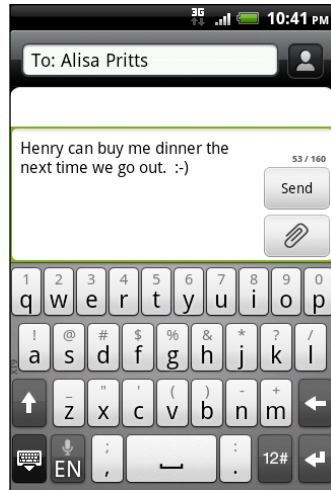 3G 10:41 PM
To: Alisa Pritts
Henry can buy me dinner the
next time we go out. :-)
53 / 160
Send
1 2 3 4 5 6 7 8 9 0
q w e r t y u i o p
! @ # $ % & * ? /
a s d f g h j k l
_ " ' ( ) - +
z x c v b n m
EN ; , : . 12#